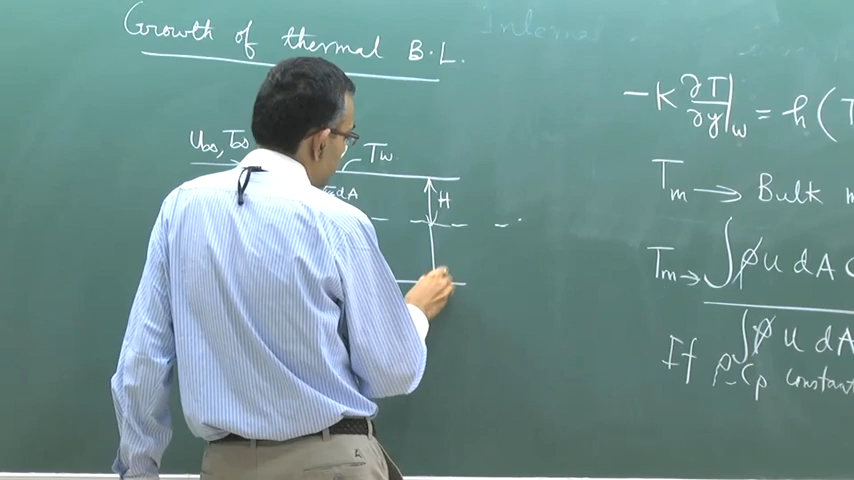 Growth of thermal B.L.
U∞, T∞
Tw
dA
H
-K ∂T/∂y|w = h (T
Tm → Bulk
Tm → ∫ρ u dA C
∫ρ u dA
If ρ Cp constant
Internal